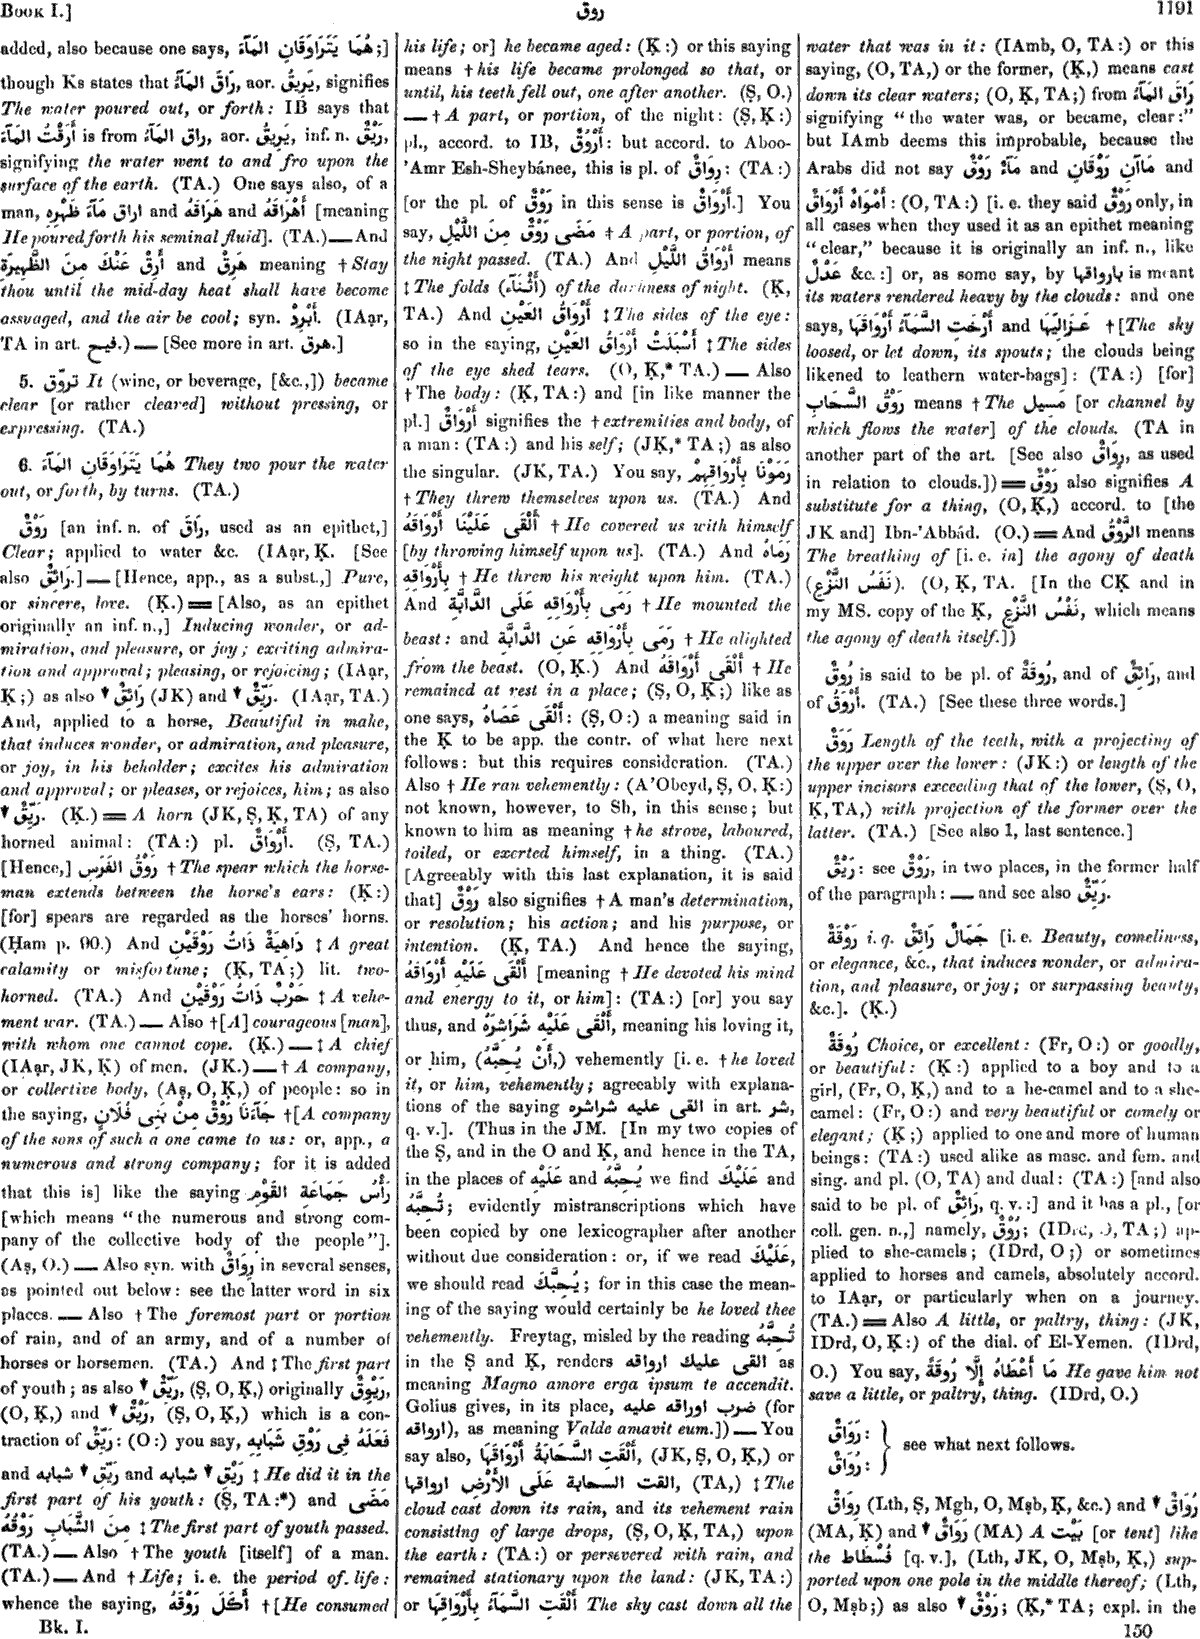 Book I.]
روق
1191
added, also because one says, هُمَا يَتَرَاوَقَانِ المَآءَ;]
though Ks states that رَاقَ المَآءُ, aor. يَرِيقُ, signifies
The water poured out, or forth: IB says that
أَرَقْتُ المَآءَ is from راق المَآءُ, aor. يَرِيقُ, inf. n. رَيْقٌ,
signifying the water went to and fro upon the
surface of the earth. (TA.) One says also, of a
man, اراق مَآءَ ظَهْرِهِ and هَرَاقَهُ and أَهْرَاقَهُ [meaning
He poured forth his seminal fluid]. (TA.)—And
أَرِقْ عَنْكَ مِنَ الظَّهِيرَةِ and هَرِقْ meaning † Stay
thou until the mid-day heat shall have become
assuaged, and the air be cool; syn. أَبْرِدْ. (IAạr,
TA in art. فيح.) — [See more in art. هرق.]
5. تروّق It (wine, or beverage, [&c.,]) became
clear [or rather cleared] without pressing, or
expressing. (TA.)
6. هُمَا يَتَرَاوَقَانِ المَآءَ They two pour the water
out, or forth, by turns. (TA.)
رَوْقٌ [an inf. n. of رَاقَ, used as an epithet,]
Clear; applied to water &c. (IAạr, Ḳ. [See
also رَائِقٌ.] — [Hence, app., as a subst.,] Pure,
or sincere, love. (Ḳ.) ═ [Also, as an epithet
originally an inf. n.,] Inducing wonder, or ad-
miration, and pleasure, or joy; exciting admira-
tion and approval; pleasing, or rejoicing; (IAạr,
Ḳ;) as also ▼ رَائِقٌ (JK) and ▼ رَيِّقٌ. (IAạr, TA.)
And, applied to a horse, Beautiful in make,
that induces wonder, or admiration, and pleasure,
or joy, in his beholder; excites his admiration
and approval; or pleases, or rejoices, him; as also
▼ رَيِّقٌ. (Ḳ.) ═ A horn (JK, Ṣ, Ḳ, TA) of any
horned animal: (TA:) pl. أَرْوَاقٌ. (Ṣ, TA.)
[Hence,] رَوْقُ الفَرَسِ † The spear which the horse-
man extends between the horse's ears: (Ḳ:)
[for] spears are regarded as the horses' horns.
(Ḥam p. 90.) And دَاهِيَةٌ ذَاتُ رَوْقَيْنِ ‡ A great
calamity or misfortune; (Ḳ, TA;) lit. two-
horned. (TA.) And حَرْبٌ ذَاتُ رَوْقَيْنِ ‡ A vehe-
ment war. (TA.) — Also †[A] courageous [man],
with whom one cannot cope. (Ḳ.) — ‡ A chief
(IAạr, JK, Ḳ) of men. (JK.) — † A company,
or collective body, (Aṣ, O, Ḳ,) of people: so in
the saying, جَآءَنَا رَوْقٌ مِنْ بَنِى فُلَانٍ †[A company
of the sons of such a one came to us: or, app., a
numerous and strong company; for it is added
that this is] like the saying رَأْسُ جَمَاعَةِ القَوْمِ
[which means "the numerous and strong com-
pany of the collective body of the people"].
(Aṣ, O.) — Also syn. with رِوَاقٌ in several senses,
as pointed out below: see the latter word in six
places. — Also † The foremost part or portion
of rain, and of an army, and of a number of
horses or horsemen. (TA.) And ‡ The first part
of youth; as also ▼ رَيِّقٌ, (Ṣ, O, Ḳ,) originally رَيْوِقٌ,
(O, Ḳ,) and ▼ رَيْقٌ, (Ṣ, O, Ḳ,) which is a con-
traction of رَيِّقٌ: (O:) you say, فَعَلَهُ فِى رَوْقِ شَبَابِهِ
and رَيِّقِ ▼ شبابه and رَيْقِ ▼ شبابه ‡ He did it in the
first part of his youth: (Ṣ, TA:*) and مَضَى
مِنَ الشَّبَابِ رَوْقُهُ ‡ The first part of youth passed.
(TA.) — Also † The youth [itself] of a man.
(TA.) — And † Life; i. e. the period of life:
whence the saying, أَكَلَ رَوْقَهُ †[He consumed
Bk. I.
his life; or] he became aged: (Ḳ:) or this saying
means † his life became prolonged so that, or
until, his teeth fell out, one after another. (Ṣ, O.)
— † A part, or portion, of the night: (Ṣ, Ḳ:)
pl., accord. to IB, أَرْوُقٌ: but accord. to Aboo-
'Amr Esh-Sheybánee, this is pl. of رِوَاقٌ: (TA:)
[or the pl. of رَوْقٌ in this sense is أَرْوَاقٌ.] You
say, مَضَى رَوْقٌ مِنَ اللَّيْلِ † A part, or portion, of
the night passed. (TA.) And أَرْوَاقُ اللَّيْلِ means
‡ The folds (أَثْنَآء) of the darkness of night. (Ḳ,
TA.) And أَرْوَاقُ العَيْنِ ‡ The sides of the eye:
so in the saying, أَسْبَلَتْ أَرْوَاقُ العَيْنِ ‡ The sides
of the eye shed tears. (O, Ḳ,* TA.) — Also
† The body: (Ḳ, TA:) and [in like manner the
pl.] أَرْوَاقٌ signifies the † extremities and body, of
a man: (TA:) and his self; (JK,* TA;) as also
the singular. (JK, TA.) You say, رَمَوْنَا بِأَرْوَاقِهِمْ
† They threw themselves upon us. (TA.) And
أَلْقَى عَلَيْنَا أَرْوَاقَهُ † He covered us with himself
[by throwing himself upon us]. (TA.) And رَمَاهُ
بِأَرْوَاقِهِ † He threw his weight upon him. (TA.)
And رَمَى بِأَرْوَاقِهِ عَلَى الدَّابَّةِ † He mounted the
beast: and رَمَى بِأَرْوَاقِهِ عَنِ الدَّابَّةِ † He alighted
from the beast. (O, Ḳ.) And أَلْقَى أَرْوَاقَهُ † He
remained at rest in a place; (Ṣ, O, Ḳ;) like as
one says, أَلْقَى عَصَاهُ: (Ṣ, O:) a meaning said in
the Ḳ to be app. the contr. of what here next
follows: but this requires consideration. (TA.)
Also † He ran vehemently: (A'Obeyd, Ṣ, O, Ḳ:)
not known, however, to Sh, in this sense; but
known to him as meaning † he strove, laboured,
toiled, or exerted himself, in a thing. (TA.)
[Agreeably with this last explanation, it is said
that] رَوْقٌ also signifies † A man's determination,
or resolution; his action; and his purpose, or
intention. (Ḳ, TA.) And hence the saying,
أَلْقَى عَلَيْهِ أَرْوَاقَهُ [meaning † He devoted his mind
and energy to it, or him]: (TA:) [or] you say
thus, and أَلْقَى عَلَيْهِ شَرَاشِرَهُ, meaning his loving it,
or him, (أَنْ يُحِبَّهُ,) vehemently [i. e. † he loved
it, or him, vehemently; agreeably with explana-
tions of the saying القى عليه شراشره in art. شر,
q. v.]. (Thus in the JM. [In my two copies of
the Ṣ, and in the O and Ḳ, and hence in the TA,
in the places of عَلَيْهِ and يُحِبَّهُ we find عَلَيْكَ and
تُحِبَّهُ; evidently mistranscriptions which have
been copied by one lexicographer after another
without due consideration: or, if we read عَلَيْكَ,
we should read يُحِبَّكَ; for in this case the mean-
ing of the saying would certainly be he loved thee
vehemently. Freytag, misled by the reading تُحِبَّهُ
in the Ṣ and Ḳ, renders القى عليك ارواقه as
meaning Magno amore erga ipsum te accendit.
Golius gives, in its place, ضرب اوراقه عليه (for
ارواقه), as meaning Valde amavit eum.]) — You
say also, أَلْقَتِ السَّحَابَةُ أَرْوَاقَهَا, (JK, Ṣ, O, Ḳ,) or
القت السحابة عَلَى الأَرْضِ ارواقها, (TA,) ‡ The
cloud cast down its rain, and its vehement rain
consisting of large drops, (Ṣ, O, Ḳ, TA,) upon
the earth: (TA:) or persevered with rain, and
remained stationary upon the land: (JK, TA:)
or أَلْقَتِ السَّمَآءُ بِأَرْوَاقِهَا The sky cast down all the
water that was in it: (IAmb, O, TA:) or this
saying, (O, TA,) or the former, (Ḳ,) means cast
down its clear waters; (O, Ḳ, TA;) from رَاقَ المَآءُ
signifying "the water was, or became, clear:"
but IAmb deems this improbable, because the
Arabs did not say مَآءٌ رَوْقٌ and مَاآنِ رَوْقَانِ and
أَمْوَاهٌ أَرْوَاقٌ: (O, TA:) [i. e. they said رَوْقٌ only, in
all cases when they used it as an epithet meaning
"clear," because it is originally an inf. n., like
عَدْلٌ &c.:] or, as some say, by بارواقها is meant
its waters rendered heavy by the clouds: and one
says, أَرْخَتِ السَّمَآءُ أَرْوَاقَهَا and عَزَالِيَهَا † [The sky
loosed, or let down, its spouts; the clouds being
likened to leathern water-bags]: (TA:) [for]
رَوْقُ السَّحَابِ means † The مَسِيل [or channel by
which flows the water] of the clouds. (TA in
another part of the art. [See also رِوَاقٌ, as used
in relation to clouds.]) ═ رَوْقٌ also signifies A
substitute for a thing, (O, Ḳ,) accord. to [the
JK and] Ibn-'Abbád. (O.) ═ And الرَّوْقُ means
The breathing of [i. e. in] the agony of death
(نَفَسُ النَّزْعِ). (O, Ḳ, TA. [In the CḲ and in
my MS. copy of the Ḳ, نَفْسُ النَّزْعِ, which means
the agony of death itself.])
رُوقٌ is said to be pl. of رُوقَةٌ, and of رَائِقٌ, and
of أَرْوَقُ. (TA.) [See these three words.]
رَوَقٌ Length of the teeth, with a projecting of
the upper over the lower: (JK:) or length of the
upper incisors exceeding that of the lower, (Ṣ, O,
Ḳ, TA,) with projection of the former over the
latter. (TA.) [See also 1, last sentence.]
رَيْقٌ: see رَوْقٌ, in two places, in the former half
of the paragraph: — and see also رَيِّقٌ.
رَوْقَةٌ i. q. جَمَالٌ رَائِقٌ [i. e. Beauty, comeliness,
or elegance, &c., that induces wonder, or admira-
tion, and pleasure, or joy; or surpassing beauty,
&c.]. (Ḳ.)
رُوقَةٌ Choice, or excellent: (Fr, O:) or goodly,
or beautiful: (Ḳ:) applied to a boy and to a
girl, (Fr, O, Ḳ,) and to a he-camel and to a she-
camel: (Fr, O:) and very beautiful or comely or
elegant; (Ḳ;) applied to one and more of human
beings: (TA:) used alike as masc. and fem. and
sing. and pl. (O, TA) and dual: (TA:) [and also
said to be pl. of رَائِقٌ, q. v.:] and it has a pl., [or
coll. gen. n.,] namely, رُوَقٌ; (IDrd, O, TA;) ap-
plied to she-camels; (IDrd, O;) or sometimes
applied to horses and camels, absolutely accord.
to IAạr, or particularly when on a journey.
(TA.) ═ Also A little, or paltry, thing: (JK,
IDrd, O, Ḳ:) of the dial. of El-Yemen. (IDrd,
O.) You say, مَا أَعْطَاهُ إِلَّا رُوقَةً He gave him not
save a little, or paltry, thing. (IDrd, O.)
رَوَاقٌ:
رُوَاقٌ:
see what next follows.
رِوَاقٌ (Lth, Ṣ, Mgh, O, Mṣb, Ḳ, &c.) and ▼ رُوَاقٌ
(MA, Ḳ) and ▼ رَوَاقٌ (MA) A بَيْت [or tent] like
the فُسْطَاط [q. v.], (Lth, JK, O, Mṣb, Ḳ,) sup-
ported upon one pole in the middle thereof; (Lth,
O, Mṣb;) as also ▼ رَوْقٌ; (Ḳ,* TA; expl. in the
150